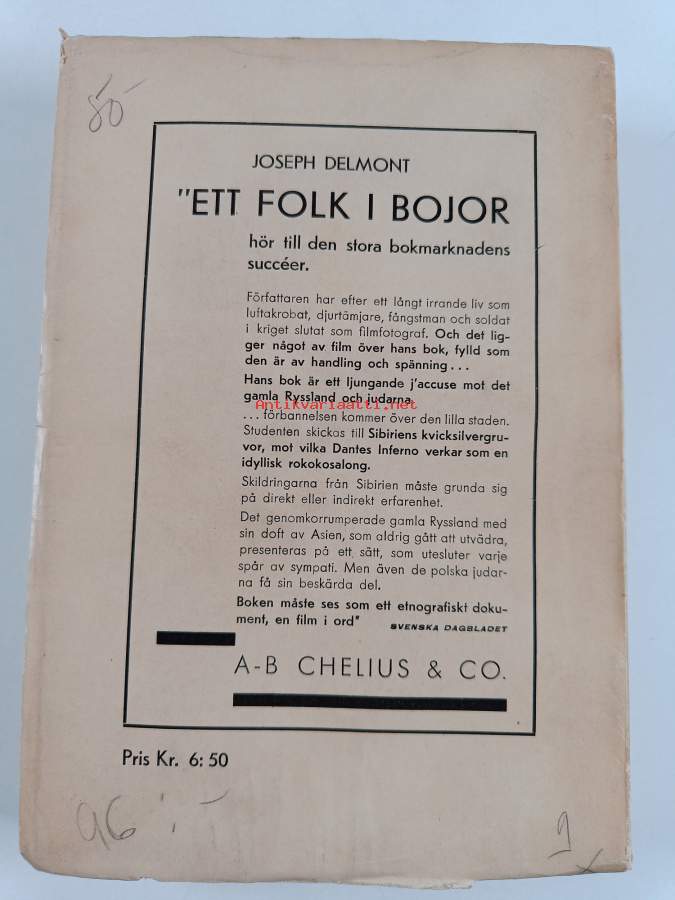 80
JOSEPH DELMONT
"ETT FOLK I BOJOR
hör till den stora bokmarknadens
succéer.
Författaren har efter ett långt irrande liv som
luftakrobat, djurtämjare, fångstman och soldat
i kriget slutat som filmfotograf. Och det lig-
ger något av film över hans bok, fylld som
den är av handling och spänning...
Hans bok är ett ljungande j'accuse mot det
gamla Ryssland och judarna.
Antikvariaatti.net
...förbannelsen kommer över den lilla staden.
Studenten skickas till Sibiriens kvicksilvergru-
vor, mot vilka Dantes Inferno verkar som en
idyllisk rokokosalong.
Skildringarna från Sibirien måste grunda sig
på direkt eller indirekt erfarenhet.
Det genomkorrumperade gamla Ryssland med
sin doft av Asien, som aldrig gått att utvädra,
presenteras på ett sätt, som utesluter varje
spår av sympati. Men även de polska judar-
na få sin beskärda del.
Boken måste ses som ett etnografiskt doku-
ment, en film i ord"
SVENSKA DAGBLADET
A-B CHELIUS & CO.
Pris Kr. 6:50
96:-